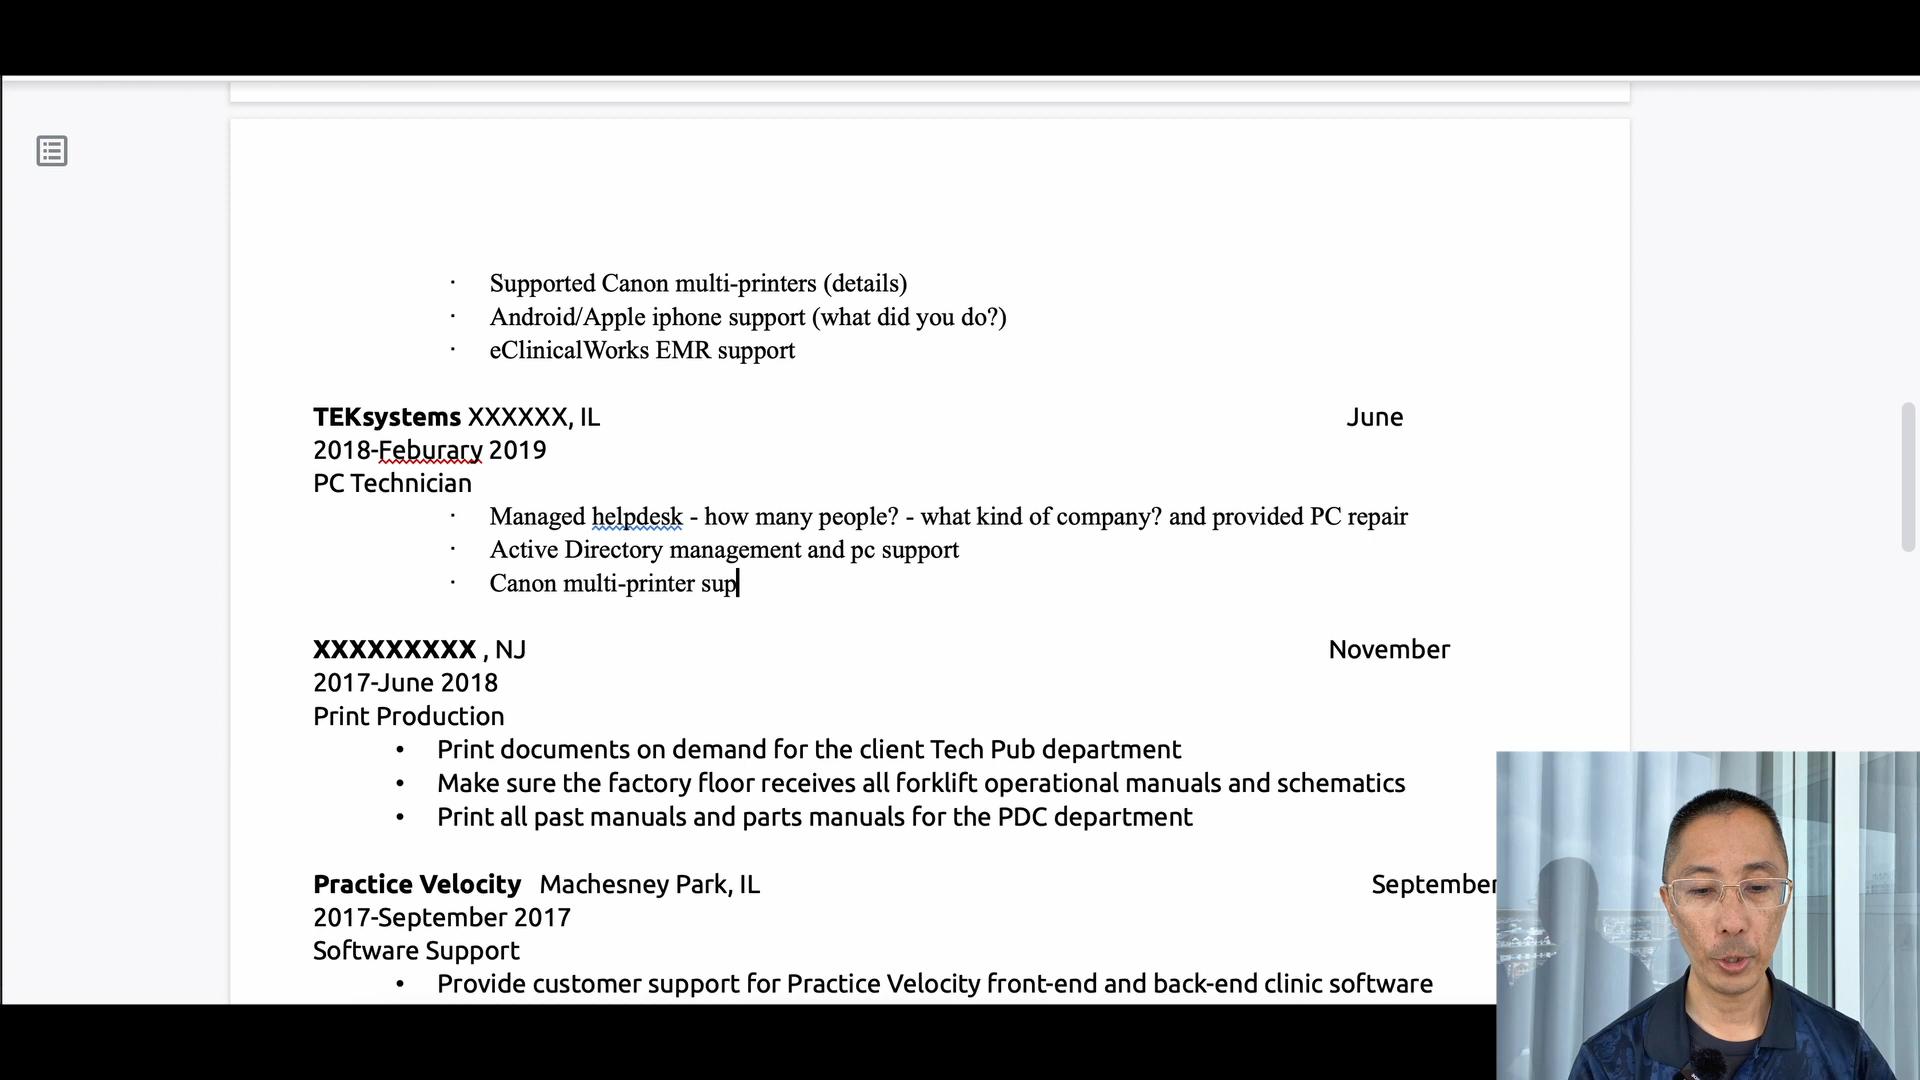 · Supported Canon multi-printers (details)
· Android/Apple iphone support (what did you do?)
· eClinicalWorks EMR support
TEKsystems XXXXXX, IL June
2018-Feburary 2019
PC Technician
· Managed helpdesk - how many people? - what kind of company? and provided PC repair
· Active Directory management and pc support
· Canon multi-printer sup
XXXXXXXXX , NJ November
2017-June 2018
Print Production
• Print documents on demand for the client Tech Pub department
• Make sure the factory floor receives all forklift operational manuals and schematics
• Print all past manuals and parts manuals for the PDC department
Practice Velocity Machesney Park, IL September
2017-September 2017
Software Support
• Provide customer support for Practice Velocity front-end and back-end clinic software